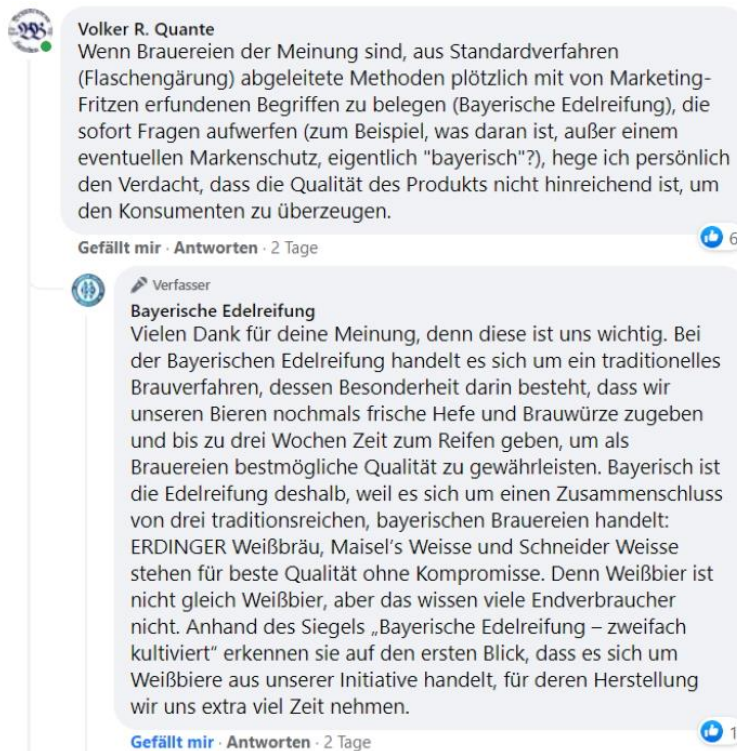 Volker R. Quante
Wenn Brauereien der Meinung sind, aus Standardverfahren
(Flaschengärung) abgeleitete Methoden plötzlich mit von Marketing-
Fritzen erfundenen Begriffen zu belegen (Bayerische Edelreifung), die
sofort Fragen aufwerfen (zum Beispiel, was daran ist, außer einem
eventuellen Markenschutz, eigentlich "bayerisch"?), hege ich persönlich
den Verdacht, dass die Qualität des Produkts nicht hinreichend ist, um
den Konsumenten zu überzeugen.
6
Gefällt mir · Antworten · 2 Tage
Verfasser
Bayerische Edelreifung
Vielen Dank für deine Meinung, denn diese ist uns wichtig. Bei
der Bayerischen Edelreifung handelt es sich um ein traditionelles
Brauverfahren, dessen Besonderheit darin besteht, dass wir
unseren Bieren nochmals frische Hefe und Brauwürze zugeben
und bis zu drei Wochen Zeit zum Reifen geben, um als
Brauereien bestmögliche Qualität zu gewährleisten. Bayerisch ist
die Edelreifung deshalb, weil es sich um einen Zusammenschluss
von drei traditionsreichen, bayerischen Brauereien handelt:
ERDINGER Weißbräu, Maisel's Weisse und Schneider Weisse
stehen für beste Qualität ohne Kompromisse. Denn Weißbier ist
nicht gleich Weißbier, aber das wissen viele Endverbraucher
nicht. Anhand des Siegels „Bayerische Edelreifung – zweifach
kultiviert“ erkennen sie auf den ersten Blick, dass es sich um
Weißbiere aus unserer Initiative handelt, für deren Herstellung
wir uns extra viel Zeit nehmen.
1
Gefällt mir · Antworten · 2 Tage